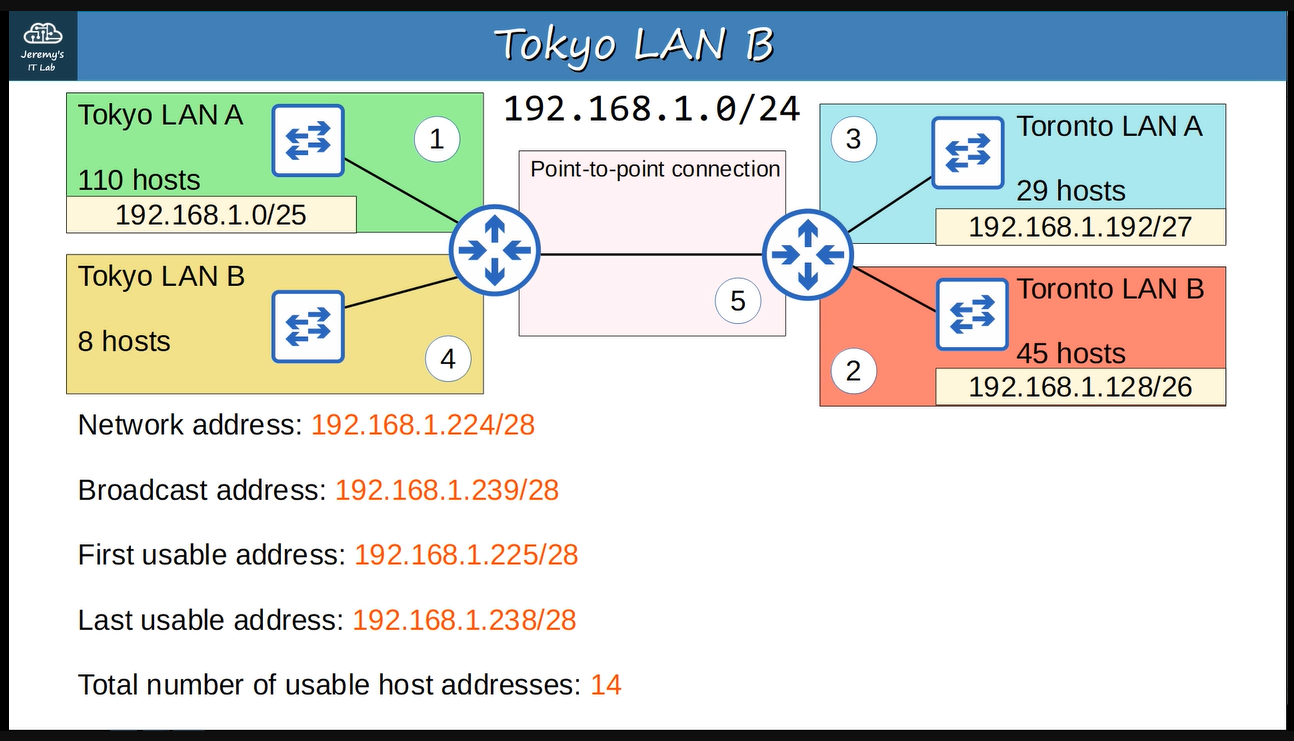 Jeremy's
IT Lab
Tokyo LAN B
192.168.1.0/24
Tokyo LAN A
110 hosts
192.168.1.0/25
1
Point-to-point connection
5
3
Toronto LAN A
29 hosts
192.168.1.192/27
Tokyo LAN B
8 hosts
4
Toronto LAN B
45 hosts
2
192.168.1.128/26
Network address: 192.168.1.224/28
Broadcast address: 192.168.1.239/28
First usable address: 192.168.1.225/28
Last usable address: 192.168.1.238/28
Total number of usable host addresses: 14